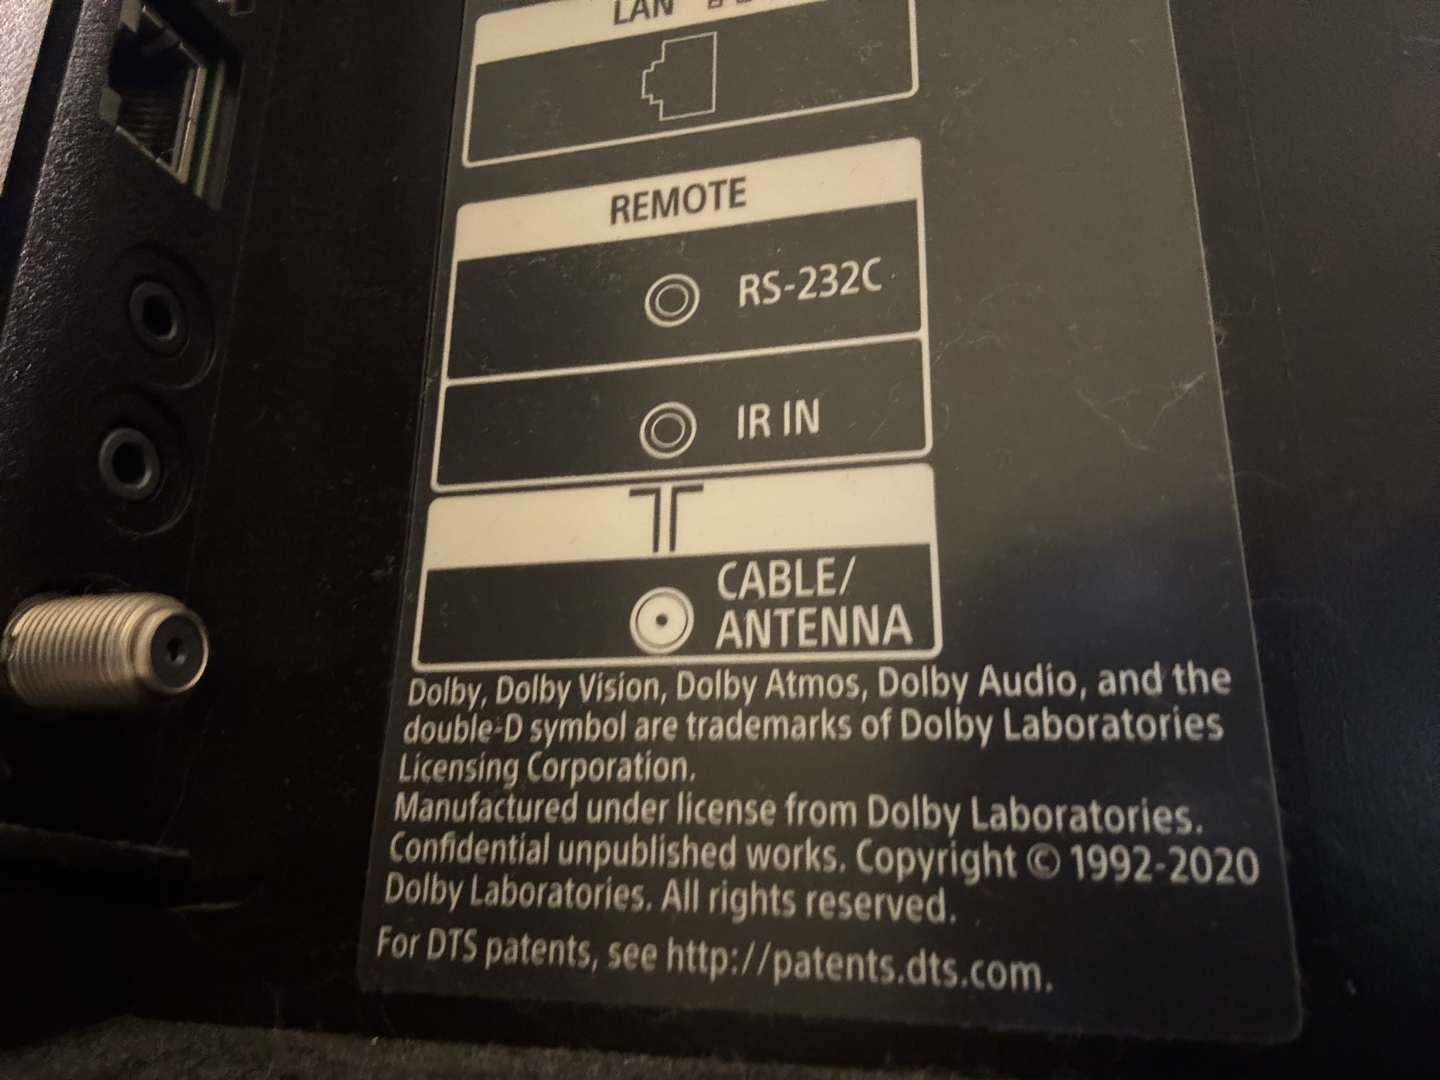 LAN
REMOTE
RS-232C
IR IN
CABLE/
ANTENNA
Dolby, Dolby Vision, Dolby Atmos, Dolby Audio, and the
double-D symbol are trademarks of Dolby Laboratories
Licensing Corporation.
Manufactured under license from Dolby Laboratories.
Confidential unpublished works. Copyright © 1992-2020
Dolby Laboratories. All rights reserved.
For DTS patents, see http://patents.dts.com.